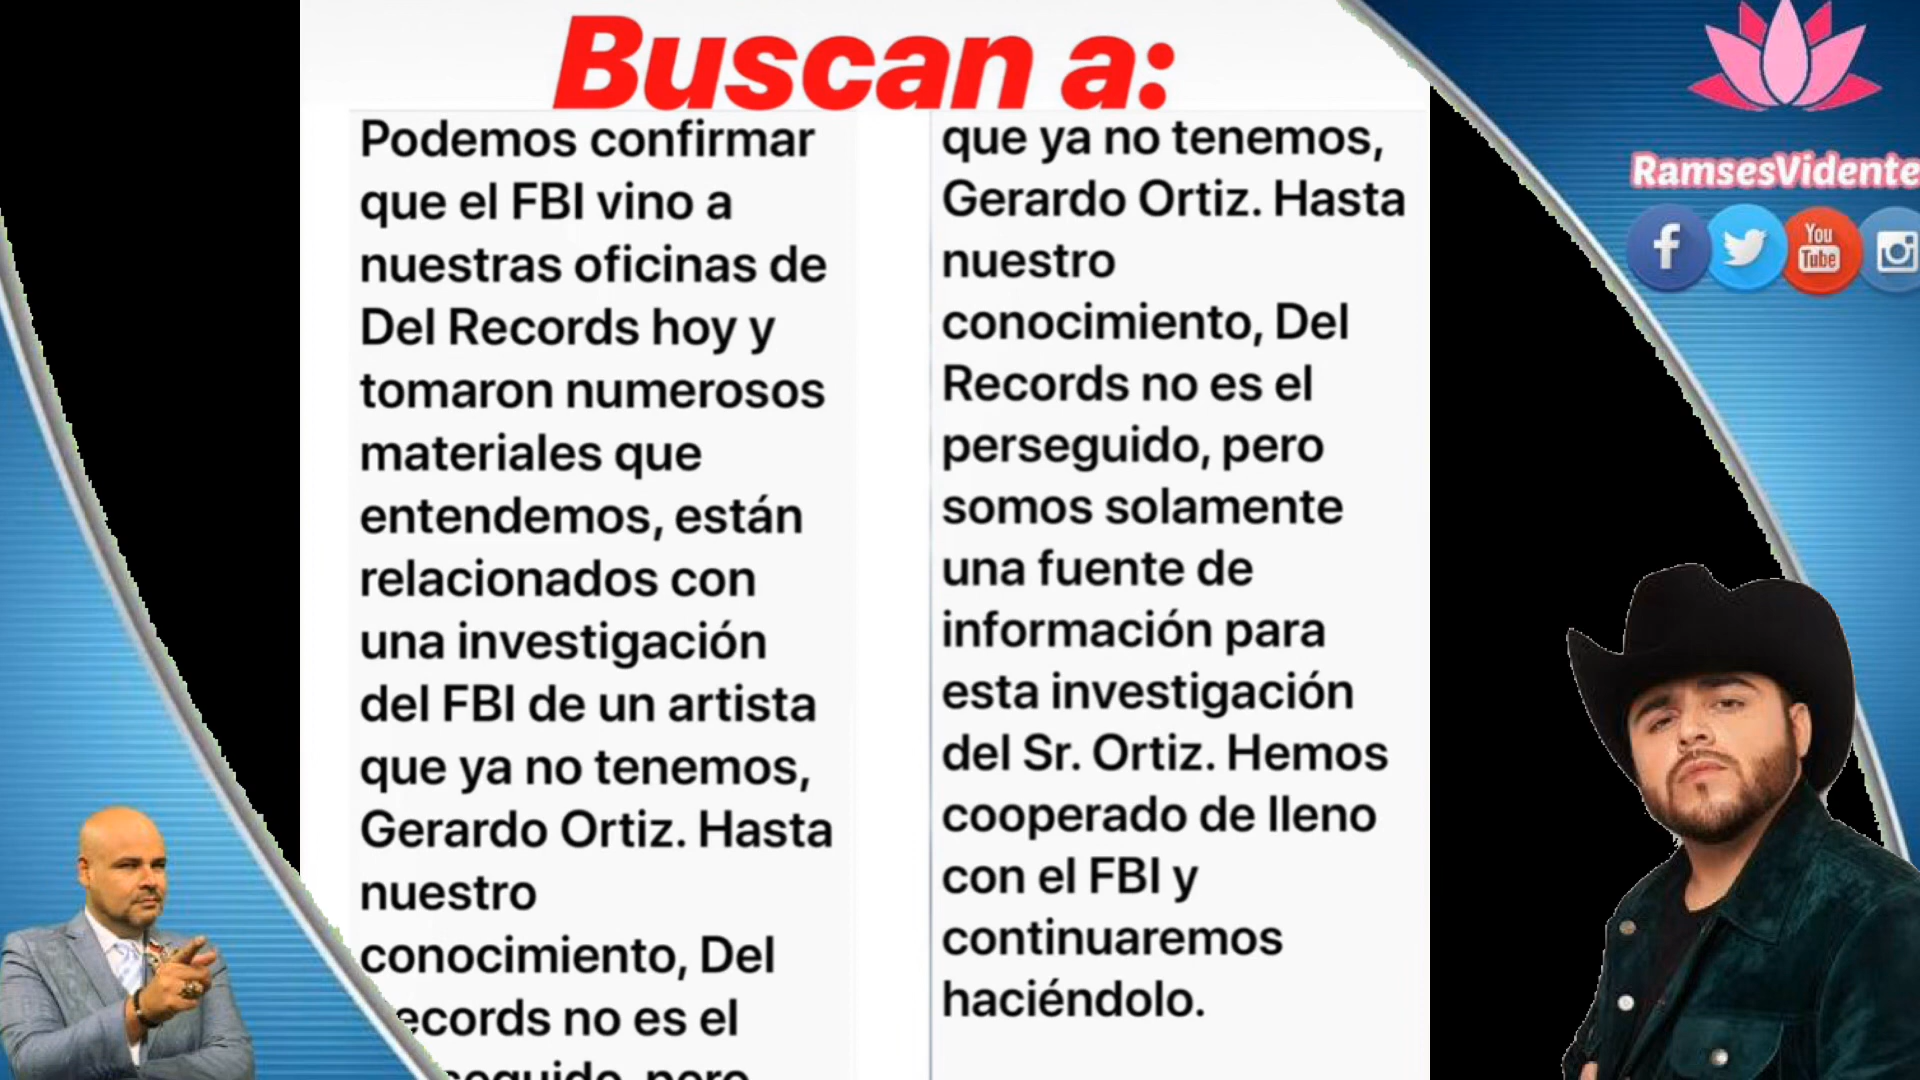 Buscan a:
Podemos confirmar
que el FBI vino a
nuestras oficinas de
Del Records hoy y
tomaron numerosos
materiales que
entendemos, están
relacionados con
una investigación
del FBI de un artista
que ya no tenemos,
Gerardo Ortiz. Hasta
nuestro
conocimiento, Del
ecords no es el
pero
que ya no tenemos,
Gerardo Ortiz. Hasta
nuestro
conocimiento, Del
Records no es el
perseguido, pero
somos solamente
una fuente de
información para
esta investigación
del Sr. Ortiz. Hemos
cooperado de lleno
con el FBI y
continuaremos
haciéndolo.
RamsesVidente
f
You
Tube